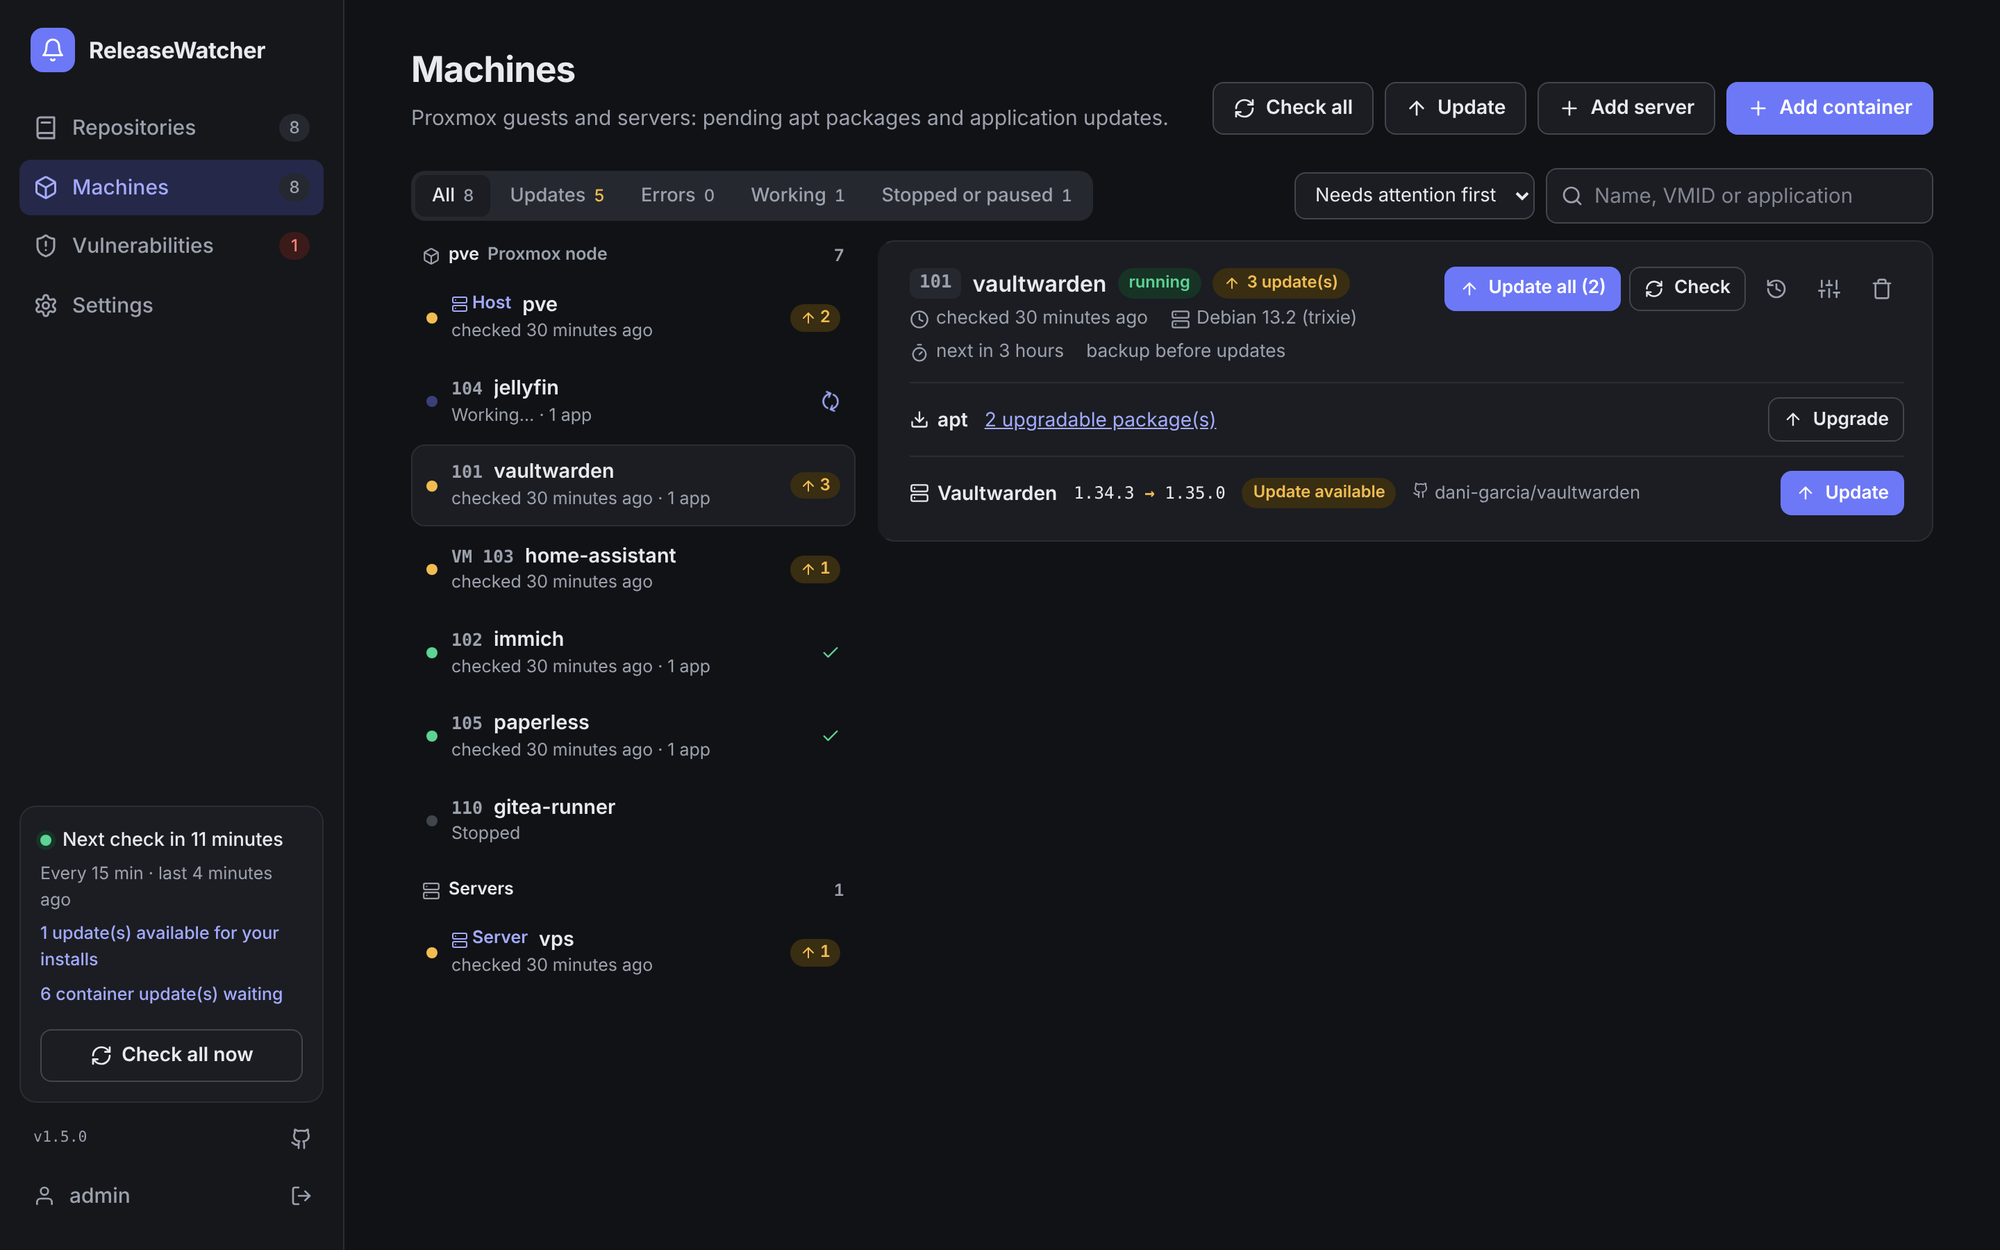 ReleaseWatcher
Repositories 8
Machines 8
Vulnerabilities 1
Settings
Next check in 11 minutes
Every 15 min · last 4 minutes
ago
1 update(s) available for your
installs
6 container update(s) waiting
Check all now
v1.5.0
admin
Machines
Proxmox guests and servers: pending apt packages and application updates.
Check all
Update
Add server
Add container
All 8 Updates 5 Errors 0 Working 1 Stopped or paused 1
Needs attention first
Name, VMID or application
pve Proxmox node 7
Host pve
checked 30 minutes ago
2
104 jellyfin
Working... · 1 app
101 vaultwarden
checked 30 minutes ago · 1 app
3
VM 103 home-assistant
checked 30 minutes ago
1
102 immich
checked 30 minutes ago · 1 app
105 paperless
checked 30 minutes ago · 1 app
110 gitea-runner
Stopped
Servers 1
Server vps
checked 30 minutes ago
1
101 vaultwarden running 3 update(s)
Update all (2)
Check
checked 30 minutes ago Debian 13.2 (trixie)
next in 3 hours backup before updates
apt 2 upgradable package(s)
Upgrade
Vaultwarden 1.34.3 → 1.35.0 Update available dani-garcia/vaultwarden
Update